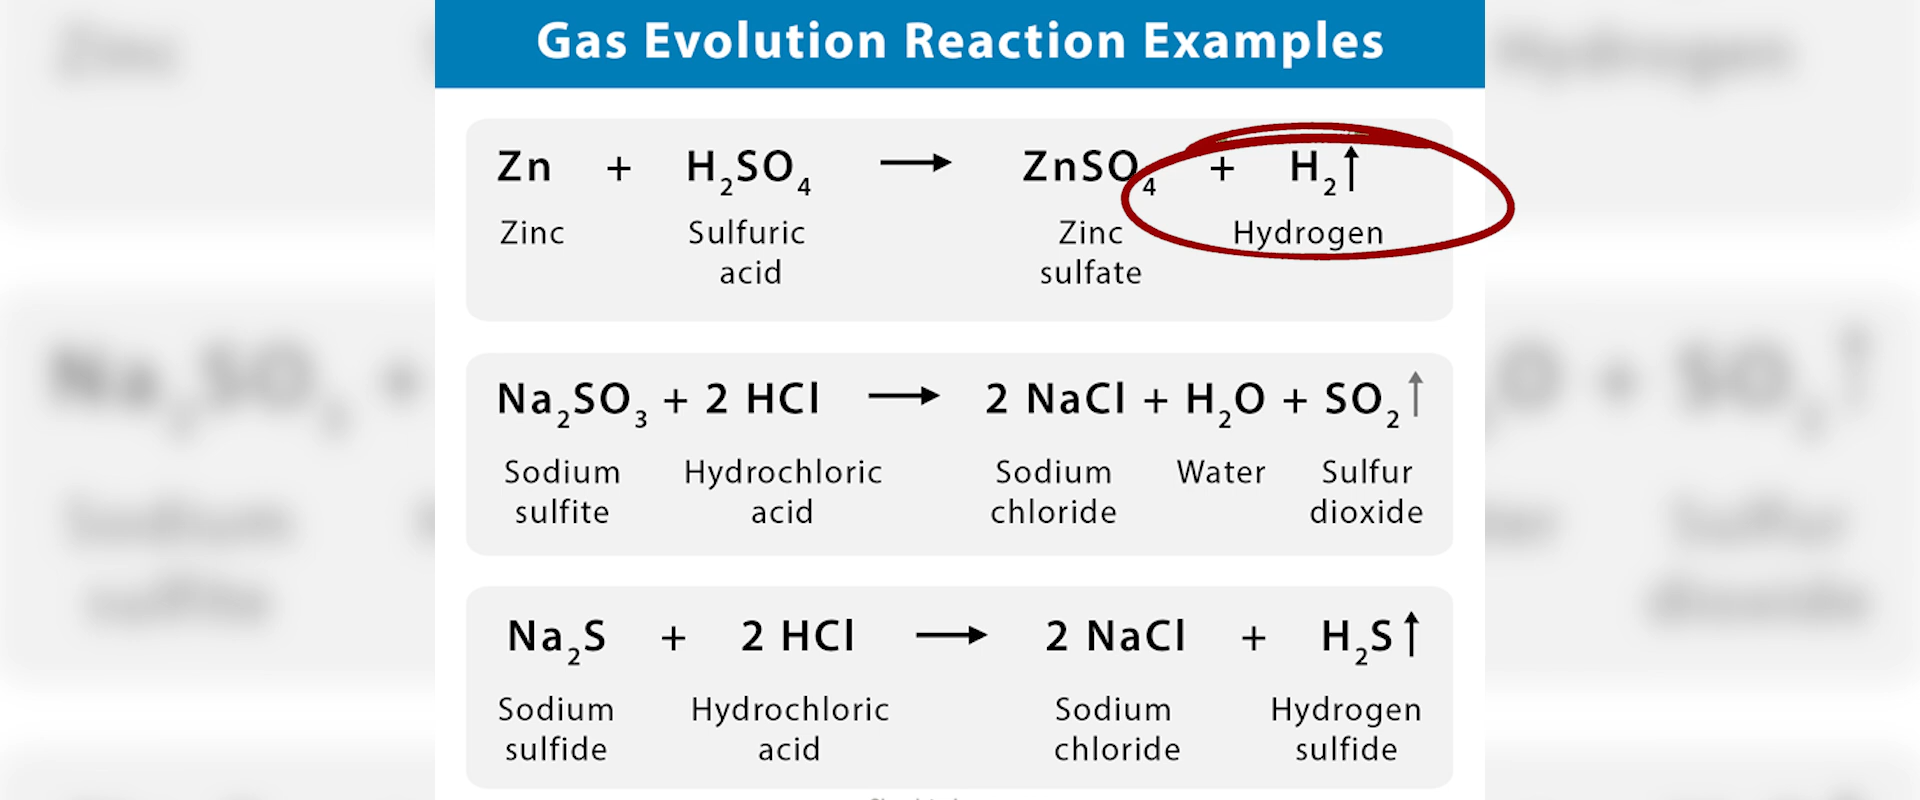 Gas Evolution Reaction Examples
Zn + H₂SO₄ → ZnSO₄ + H₂↑
Zinc Sulfuric acid Zinc sulfate Hydrogen
Na₂SO₃ + 2 HCl → 2 NaCl + H₂O + SO₂↑
Sodium sulfite Hydrochloric acid Sodium chloride Water Sulfur dioxide
Na₂S + 2 HCl → 2 NaCl + H₂S↑
Sodium sulfide Hydrochloric acid Sodium chloride Hydrogen sulfide